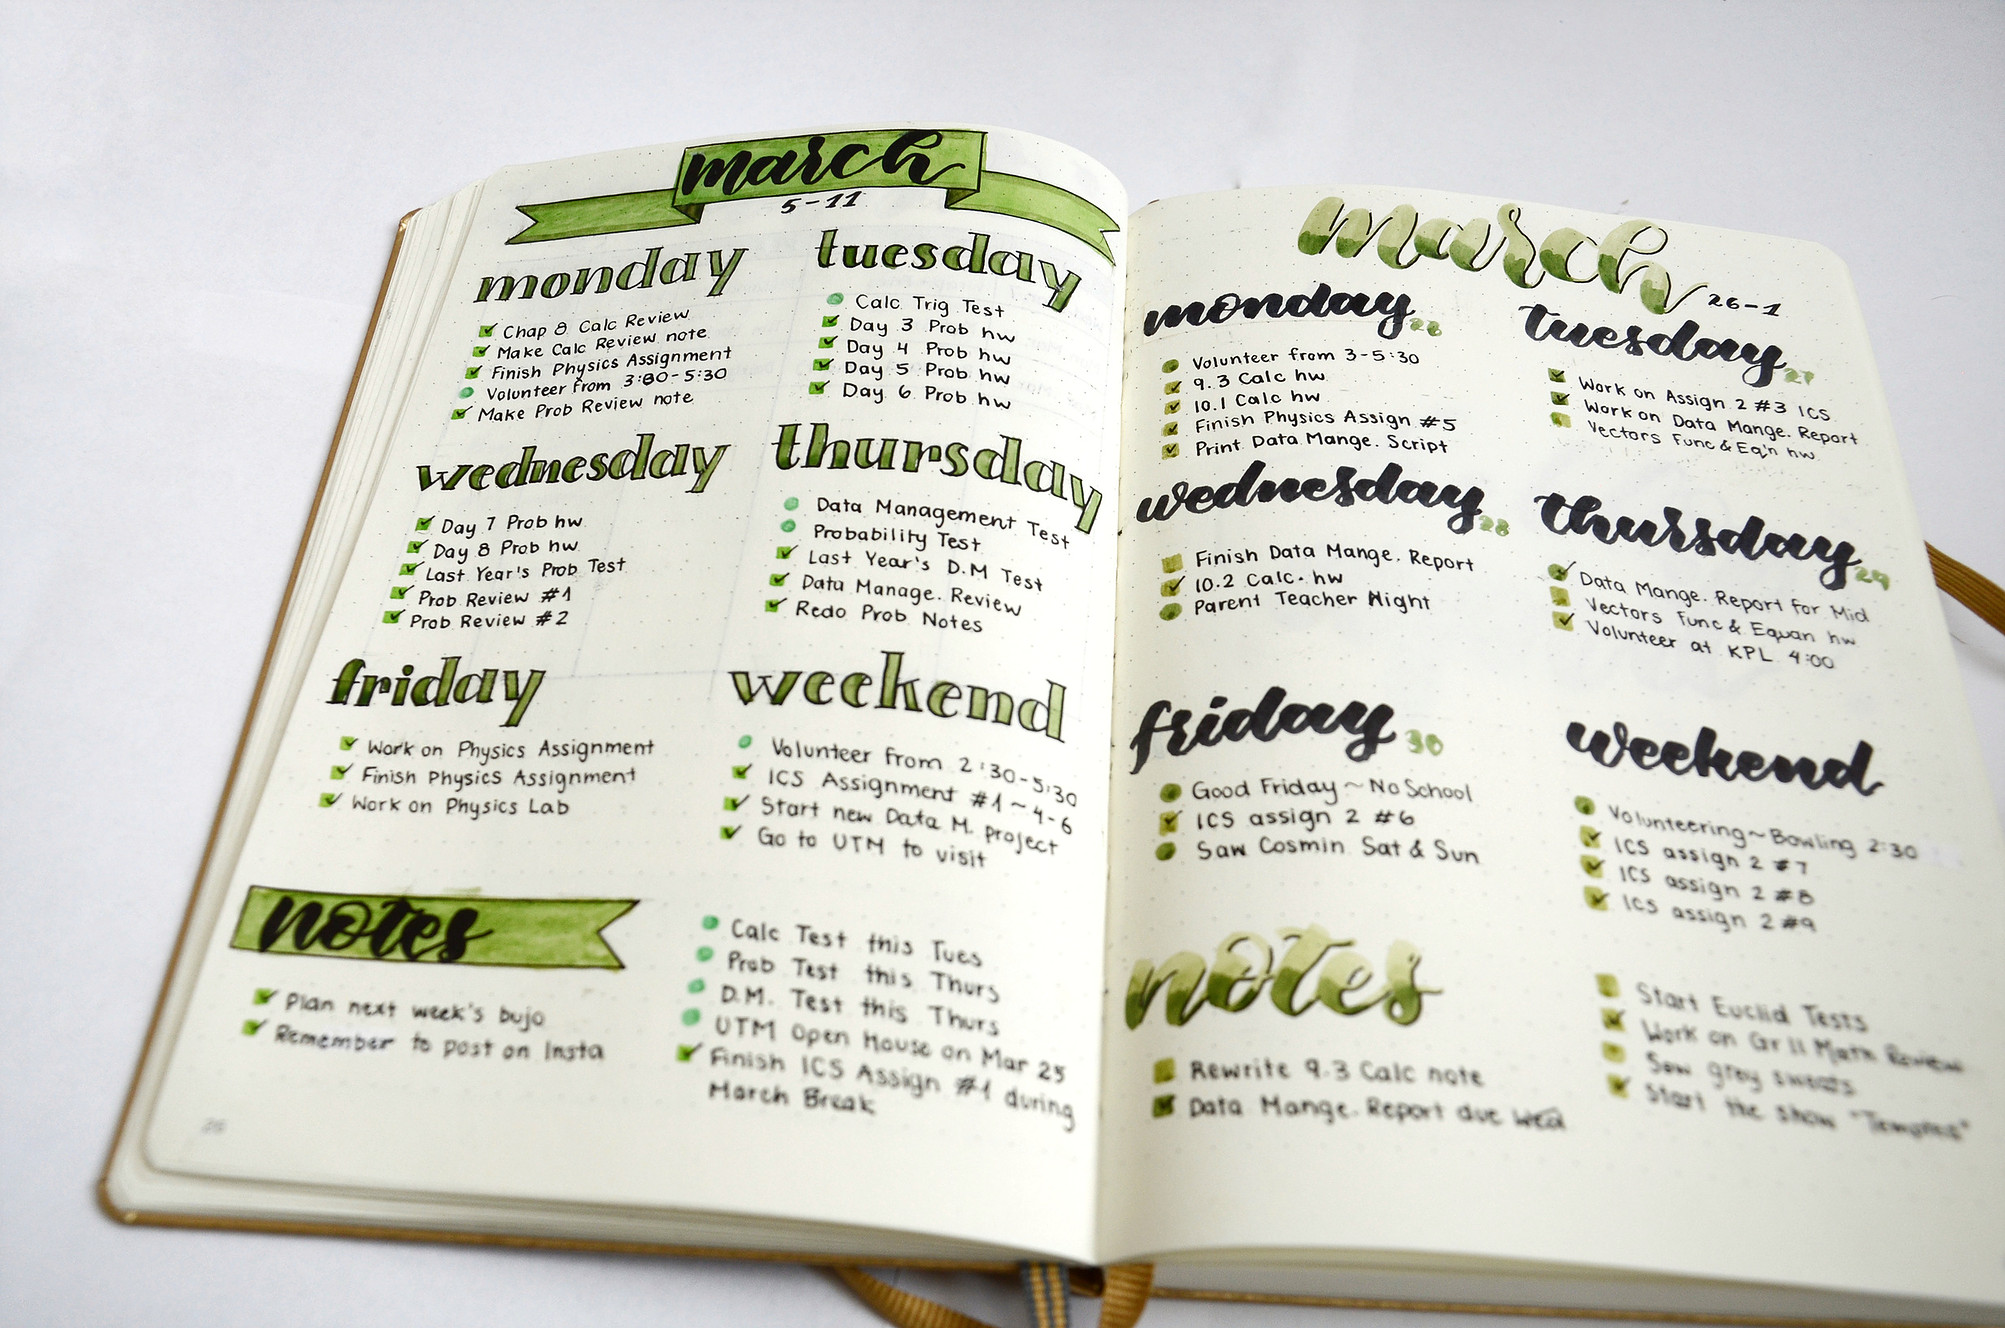 march
5-11
monday
Chap 8 Calc Review
Make Calc Review note
Finish Physics Assignment
Volunteer from 3:30-5:30
Make Prob Review note
tuesday
Calc Trig Test
Day 3 Prob hw
Day 4 Prob hw
Day 5 Prob hw
Day 6 Prob hw
wednesday
Day 7 Prob hw
Day 8 Prob hw
Last Year's Prob Test
Prob Review #1
Prob Review #2
thursday
Data Management Test
Probability Test
Last Year's D.M Test
Data Manage. Review
Redo Prob Notes
friday
Work on Physics Assignment
Finish Physics Assignment
Work on Physics Lab
weekend
Volunteer from 2:30-5:30
ICS Assignment #1~4-6
Start new Data M. project
Go to UTM to visit
notes
Plan next week's bujo
Remember to post on Insta
Calc Test this Tues
Prob Test this Thurs
D.M. Test this Thurs
UTM Open House on Mar 25
Finish ICS Assign #1 during
March Break
26
march
26-1
monday 26
Volunteer from 3-5:30
9.3 Calc hw
10.1 Calc hw
Finish Physics Assign #5
Print Data Mange. Script
tuesday 27
Work on Assign 2 #3 ICS
Work on Data Mange. Report
Vectors Func & Eq'n hw
wednesday 28
Finish Data Mange. Report
10.2 Calc. hw
Parent Teacher Night
thursday 29
Data Mange. Report for Mid
Vectors Func & Equan hw
Volunteer at KPL 4:00
friday 30
Good Friday ~ No School
ICS assign 2 #6
Saw Cosmin Sat & Sun
weekend
Volunteering~Bowling 2:30
ICS assign 2 #7
ICS assign 2 #8
ICS assign 2 #9
notes
Rewrite 9.3 Calc note
Data Mange. Report due Wed
Start Euclid Tests
Work on Gr 11 Math Review
Sew grey sweats
Start the show